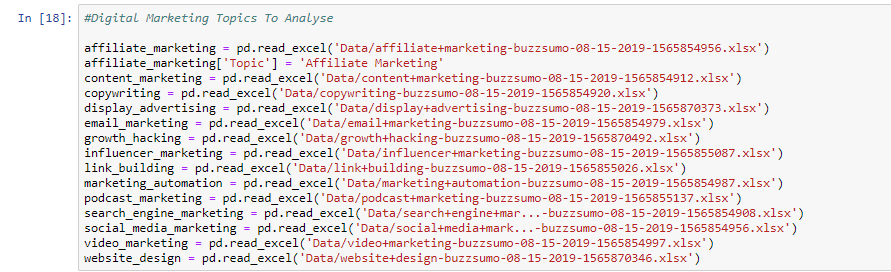 In [18]: #Digital Marketing Topics To Analyse
affiliate_marketing = pd.read_excel('Data/affiliate+marketing-buzzsumo-08-15-2019-1565854956.xlsx')
affiliate_marketing['Topic'] = 'Affiliate Marketing'
content_marketing = pd.read_excel('Data/content+marketing-buzzsumo-08-15-2019-1565854912.xlsx')
copywriting = pd.read_excel('Data/copywriting-buzzsumo-08-15-2019-1565854920.xlsx')
display_advertising = pd.read_excel('Data/display+advertising-buzzsumo-08-15-2019-1565870373.xlsx')
email_marketing = pd.read_excel('Data/email+marketing-buzzsumo-08-15-2019-1565854979.xlsx')
growth_hacking = pd.read_excel('Data/growth+hacking-buzzsumo-08-15-2019-1565870492.xlsx')
influencer_marketing = pd.read_excel('Data/influencer+marketing-buzzsumo-08-15-2019-1565855087.xlsx')
link_building = pd.read_excel('Data/link+building-buzzsumo-08-15-2019-1565855026.xlsx')
marketing_automation = pd.read_excel('Data/marketing+automation-buzzsumo-08-15-2019-1565854987.xlsx')
podcast_marketing = pd.read_excel('Data/podcast+marketing-buzzsumo-08-15-2019-1565855137.xlsx')
search_engine_marketing = pd.read_excel('Data/search+engine+mar...-buzzsumo-08-15-2019-1565854908.xlsx')
social_media_marketing = pd.read_excel('Data/social+media+mark...-buzzsumo-08-15-2019-1565854956.xlsx')
video_marketing = pd.read_excel('Data/video+marketing-buzzsumo-08-15-2019-1565854997.xlsx')
website_design = pd.read_excel('Data/website+design-buzzsumo-08-15-2019-1565870346.xlsx')